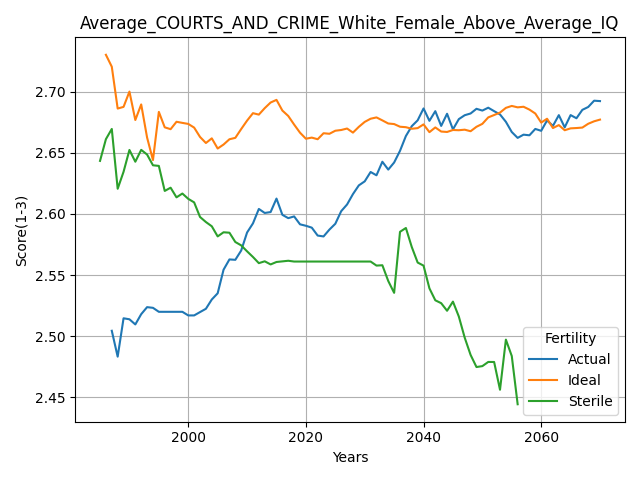 Average_COURTS_AND_CRIME_White_Female_Above_Average_IQ
Score(1-3)
2.70
2.65
2.60
2.55
2.50
2.45
Fertility
Actual
Ideal
Sterile
2000 2020 2040 2060
Years